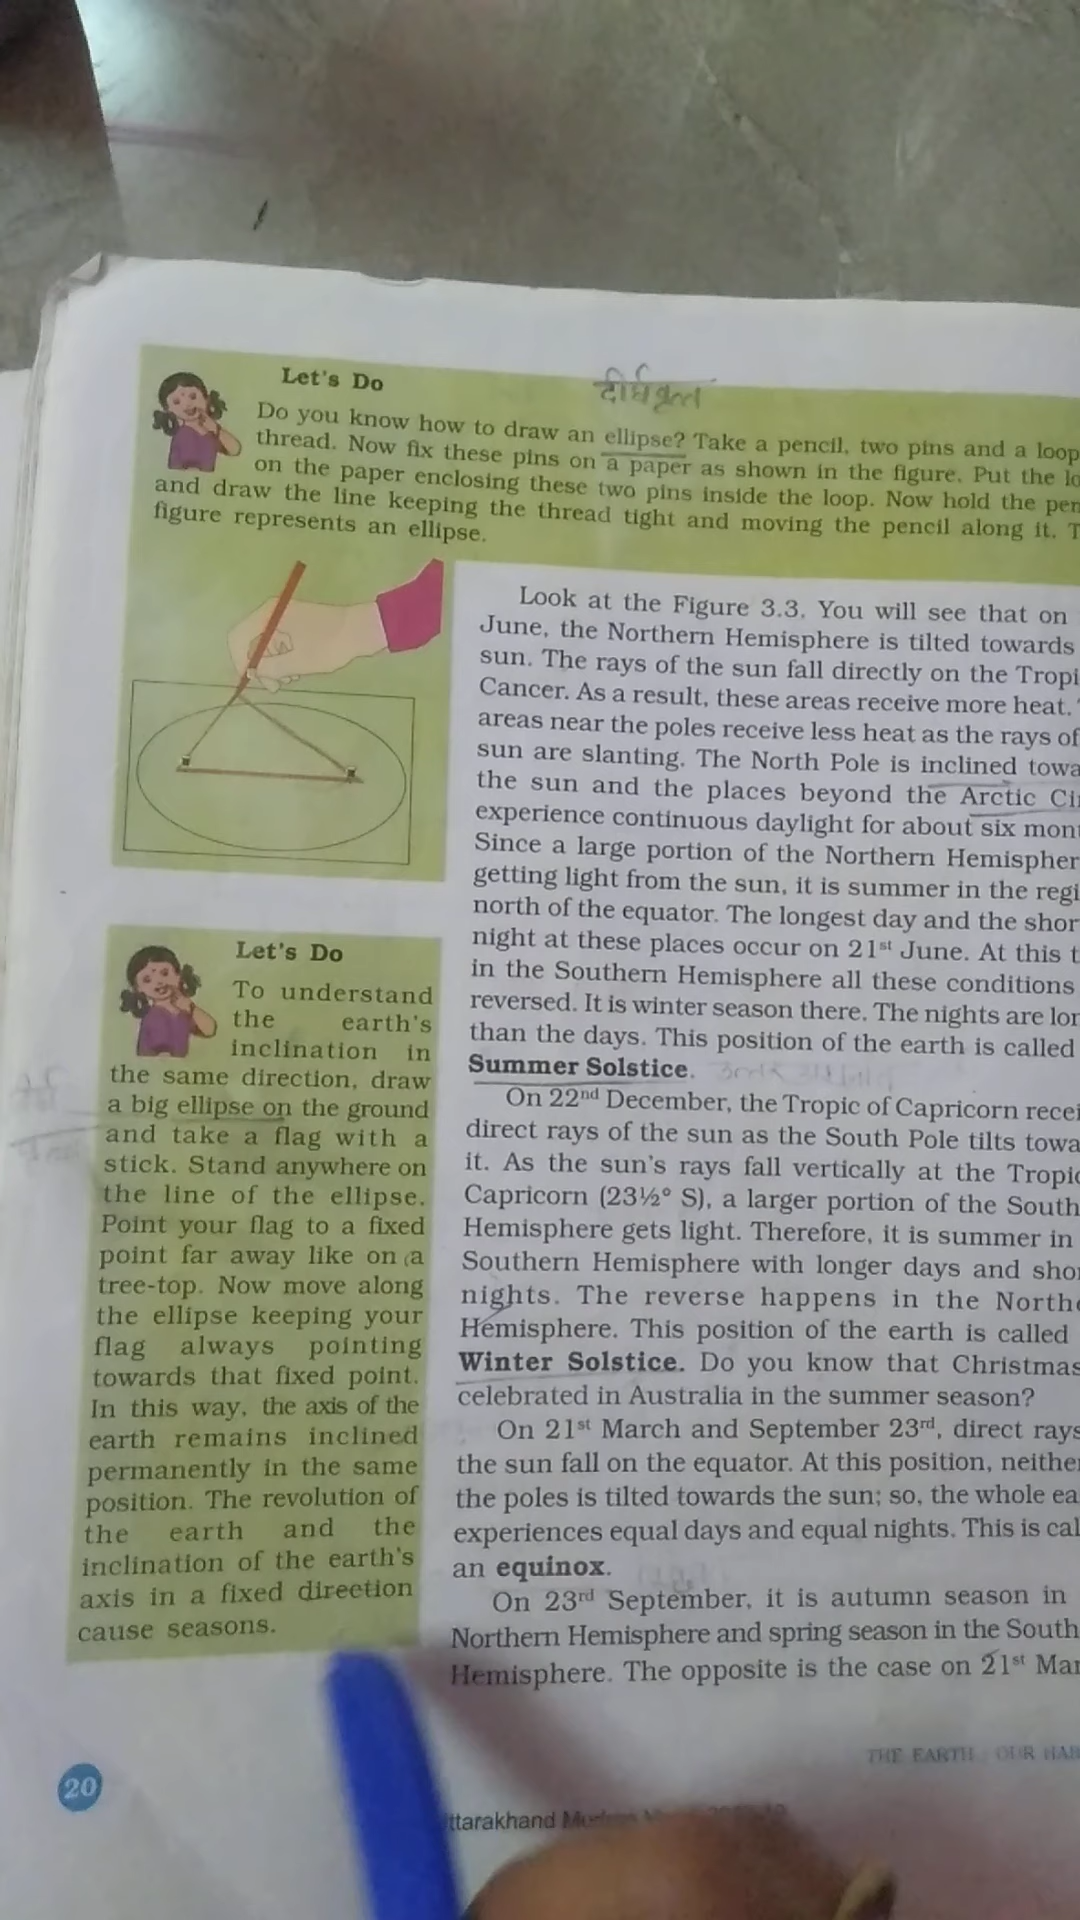 Let's Do
दीर्घवृत्त
Do you know how to draw an ellipse? Take a pencil, two pins and a loop
thread. Now fix these pins on a paper as shown in the figure. Put the
on the paper enclosing these two pins inside the loop. Now hold the
and draw the line keeping the thread tight and moving the pencil along it.
figure represents an ellipse.
Look at the Figure 3.3. You will see that on
June, the Northern Hemisphere is tilted towards
sun. The rays of the sun fall directly on the
Cancer. As a result, these areas receive more heat.
areas near the poles receive less heat as the rays of
sun are slanting. The North Pole is inclined
the sun and the places beyond the Arctic
experience continuous daylight for about six
Since a large portion of the Northern
getting light from the sun, it is summer in the
north of the equator. The longest day and the
night at these places occur on 21st June. At this
in the Southern Hemisphere all these conditions
reversed. It is winter season there. The nights are
than the days. This position of the earth is called
Summer Solstice.
On 22nd December, the Tropic of Capricorn
direct rays of the sun as the South Pole tilts
it. As the sun's rays fall vertically at the
Capricorn (23½° S), a larger portion of the
Hemisphere gets light. Therefore, it is summer in
Southern Hemisphere with longer days and
nights. The reverse happens in the
Hemisphere. This position of the earth is called
Winter Solstice. Do you know that Christmas
celebrated in Australia in the summer season?
On 21st March and September 23rd, direct rays
the sun fall on the equator. At this position,
the poles is tilted towards the sun; so, the whole
experiences equal days and equal nights. This is
an equinox.
On 23rd September, it is autumn season in
Northern Hemisphere and spring season in the
Hemisphere. The opposite is the case on 21st
Let's Do
To understand
the earth's
inclination in
the same direction, draw
a big ellipse on the ground
and take a flag with a
stick. Stand anywhere on
the line of the ellipse.
Point your flag to a fixed
point far away like on a
tree-top. Now move along
the ellipse keeping your
flag always pointing
towards that fixed point.
In this way, the axis of the
earth remains inclined
permanently in the same
position. The revolution of
the earth and the
inclination of the earth's
axis in a fixed direction
cause seasons.
THE EARTH : OUR
20